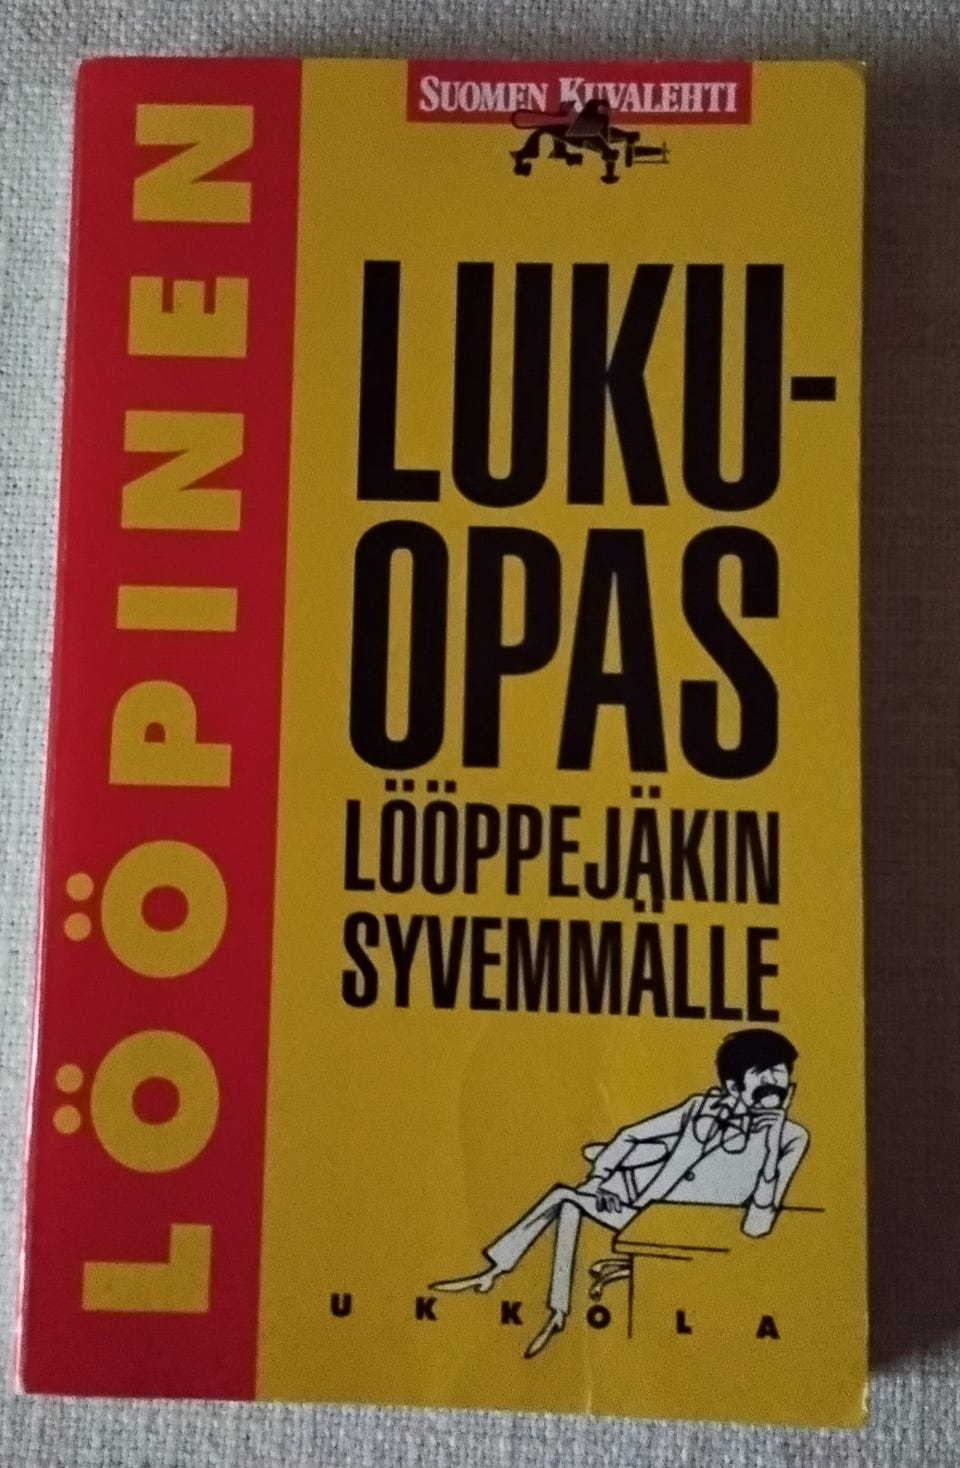 LÖÖPINEN
SUOMEN KUVALEHTI
LUKU-
OPAS
LÖÖPPEJÄKIN
SYVEMMÄLLE
UKKOLA